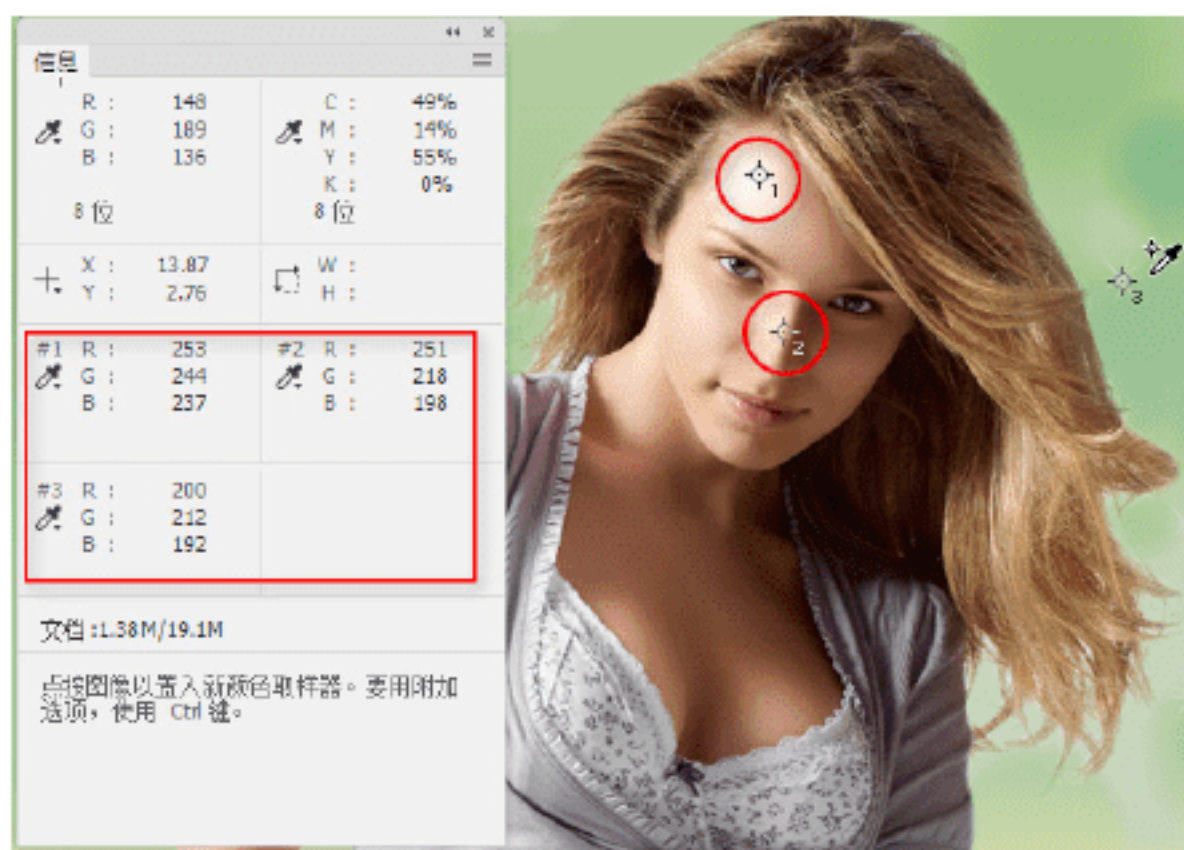 信息
R : 148 C : 49%
G : 189 M : 14%
B : 136 Y : 55%
K : 0%
8 位 8 位
X : 13.87 W :
Y : 2.76 H :
#1 R : 253 #2 R : 251
G : 244 G : 218
B : 237 B : 198
#3 R : 200
G : 212
B : 192
文档 :1.38M/19.1M
点按图像以置入新颜色取样器。要用附加
选项，使用 Ctrl 键。
1
2
3